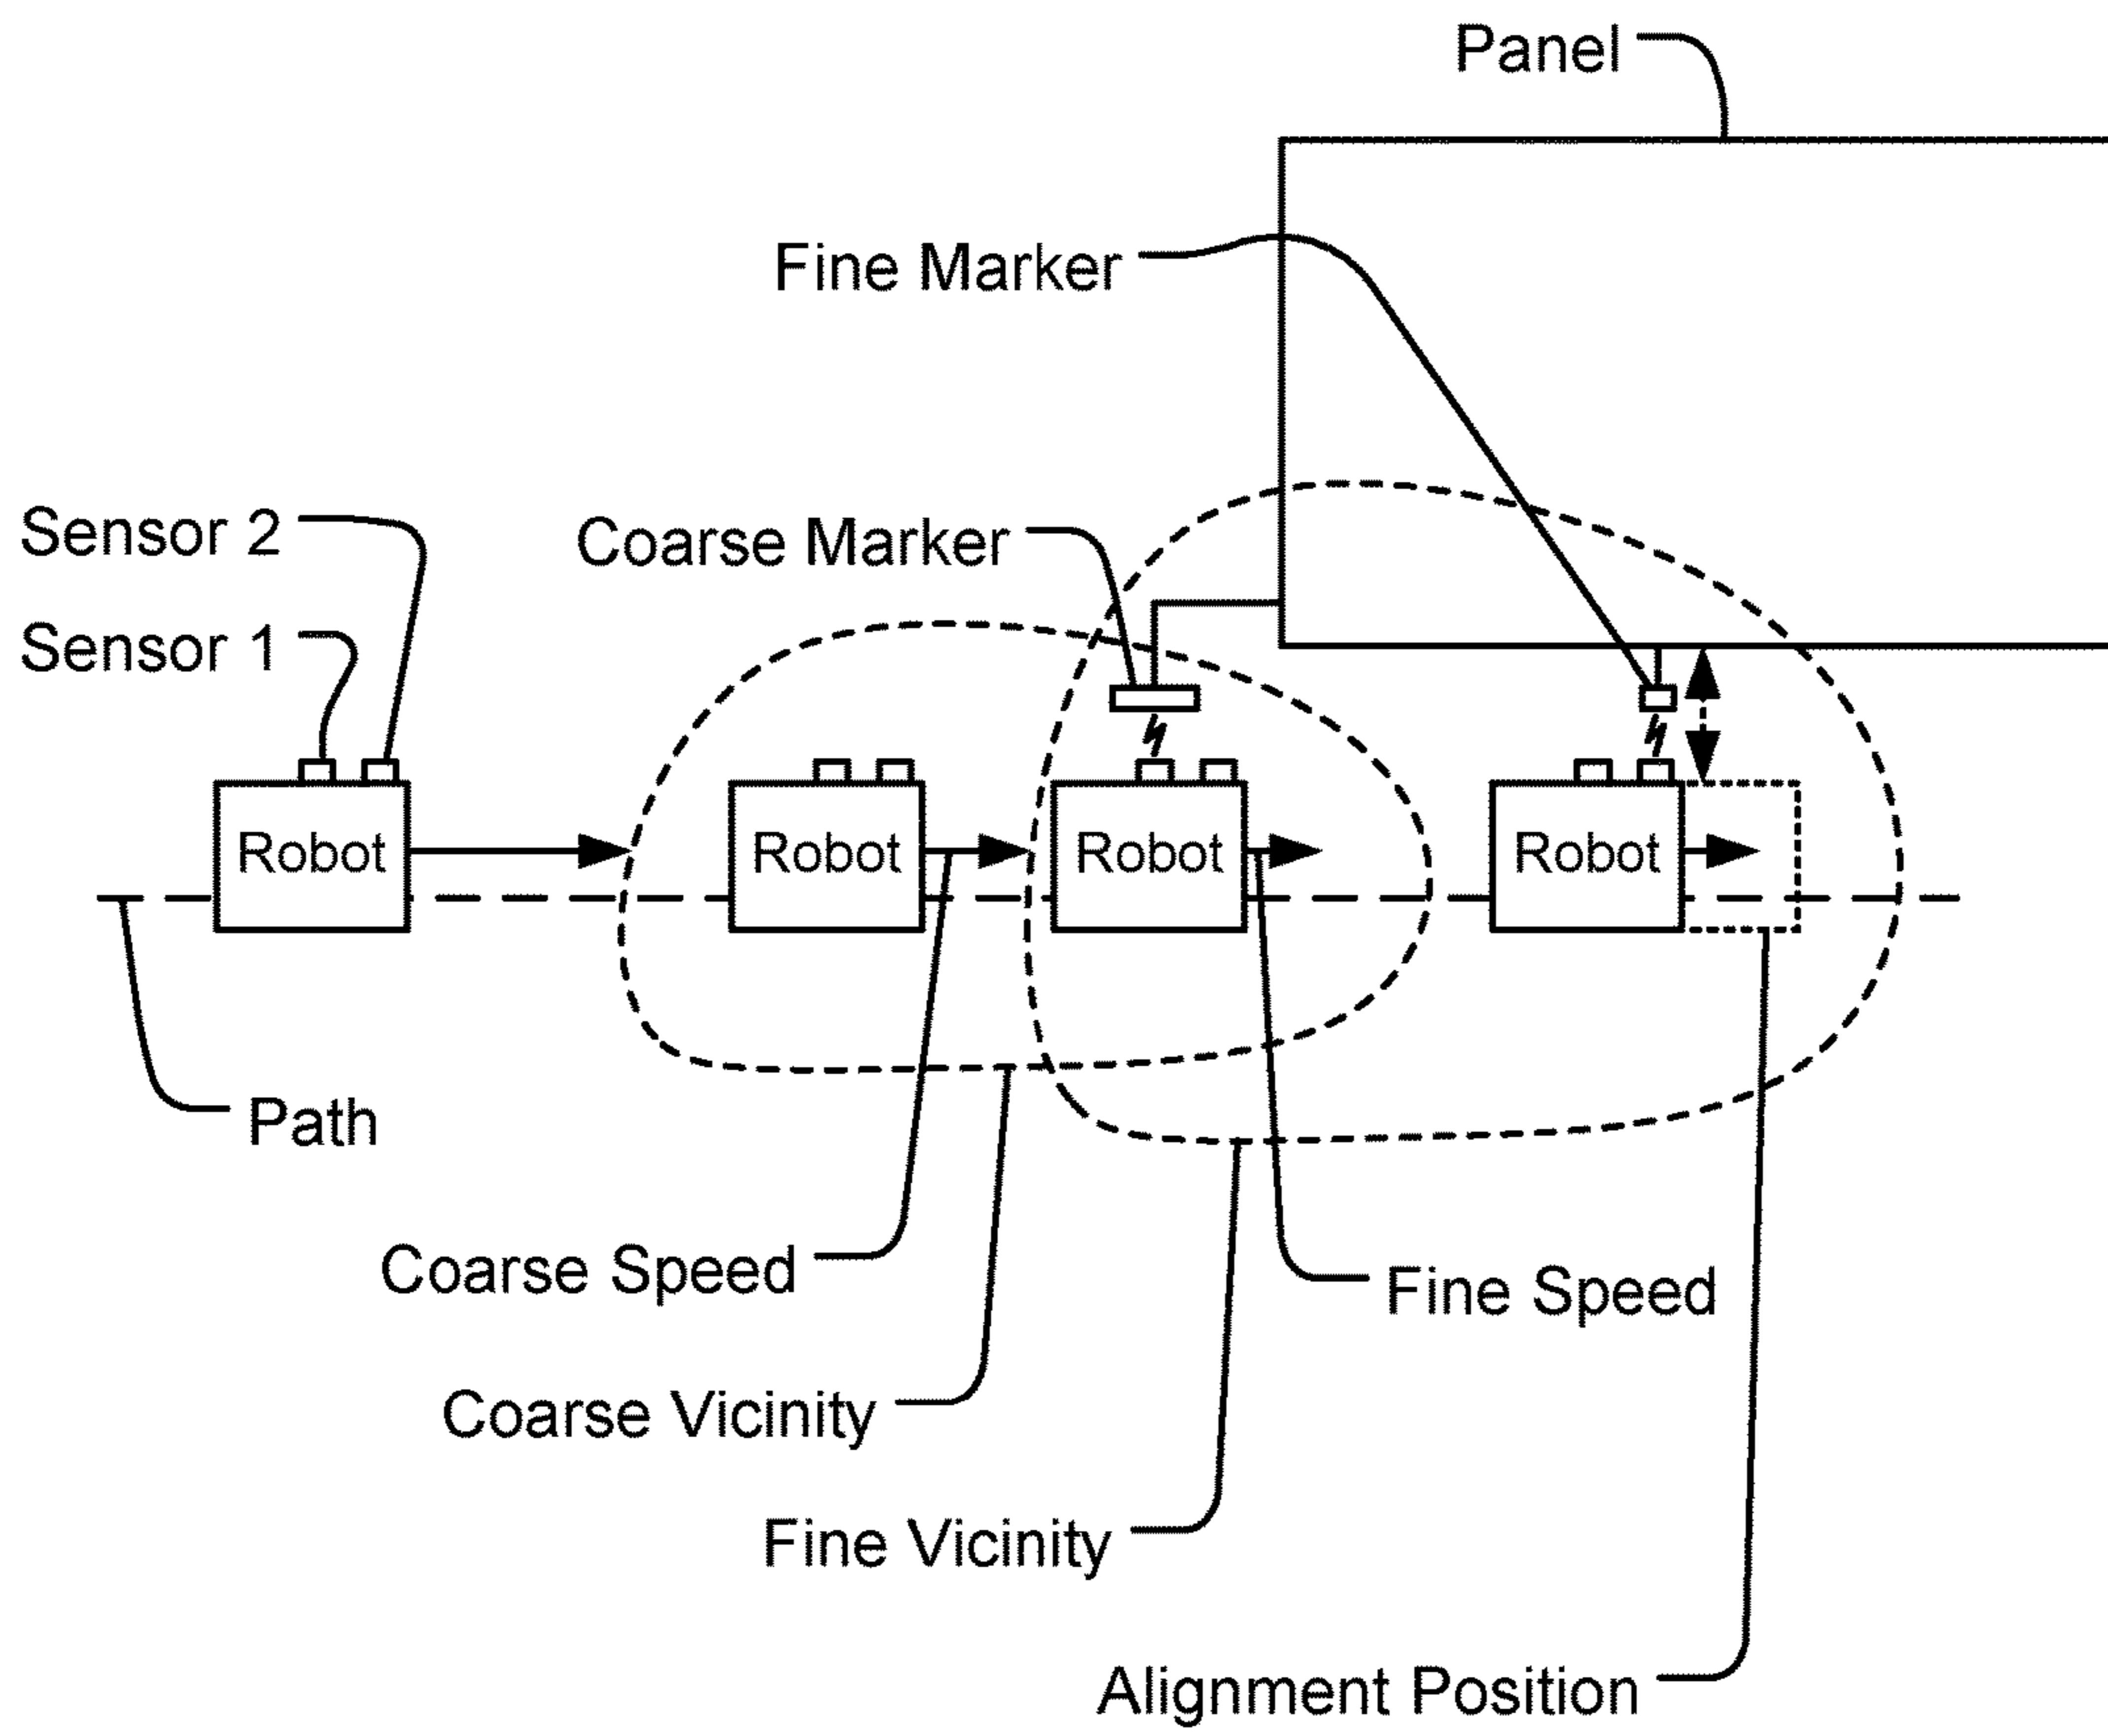 Panel
Fine Marker
Sensor 2
Coarse Marker
Sensor 1
Robot
Robot
Robot
Robot
Path
Coarse Speed
Fine Speed
Coarse Vicinity
Fine Vicinity
Alignment Position